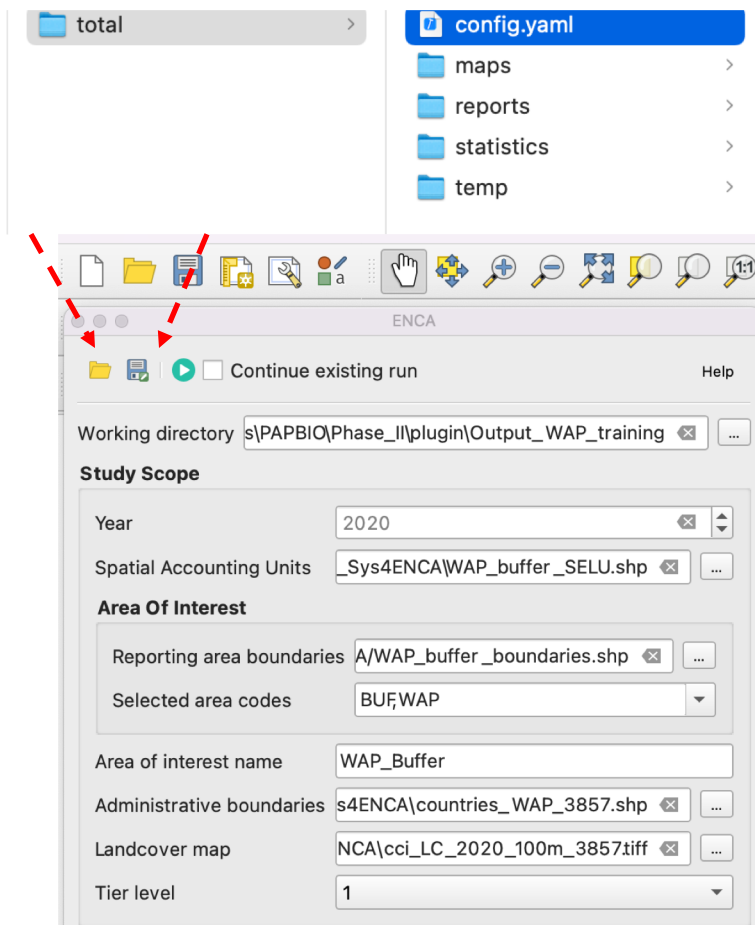 total
config.yaml
maps
reports
statistics
temp
a
1:1
ENCA
Continue existing run
Help
Working directory s\PAPBIO\Phase_II\plugin\Output_WAP_training ...
Study Scope
Year 2020
Spatial Accounting Units _Sys4ENCA\WAP_buffer_SELU.shp ...
Area Of Interest
Reporting area boundaries A/WAP_buffer_boundaries.shp ...
Selected area codes BUF,WAP
Area of interest name WAP_Buffer
Administrative boundaries s4ENCA\countries_WAP_3857.shp ...
Landcover map NCA\cci_LC_2020_100m_3857.tiff ...
Tier level 1